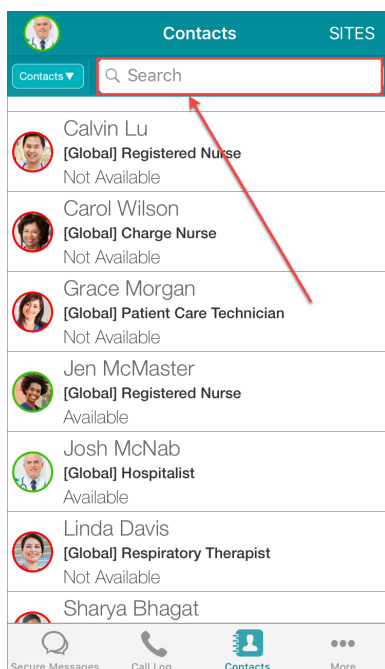 Contacts
SITES
Contacts ▼
Search
Calvin Lu
[Global] Registered Nurse
Not Available
Carol Wilson
[Global] Charge Nurse
Not Available
Grace Morgan
[Global] Patient Care Technician
Not Available
Jen McMaster
[Global] Registered Nurse
Available
Josh McNab
[Global] Hospitalist
Available
Linda Davis
[Global] Respiratory Therapist
Not Available
Sharya Bhagat
Secure Messages
Call Log
Contacts
More